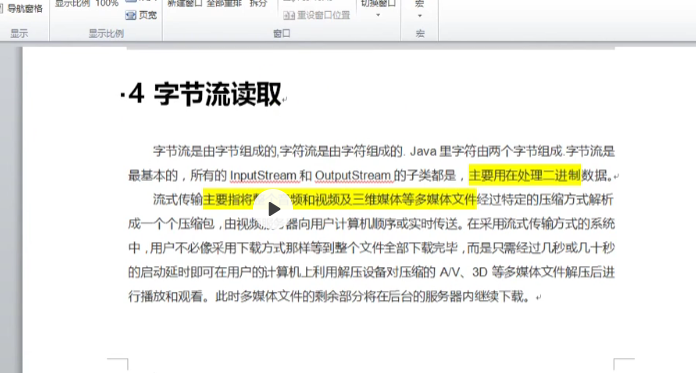 导航窗格
显示比例 100%
页宽
新建窗口 全部重排 拆分
重设窗口位置
切换窗口
宏
显示
显示比例
窗口
宏
4 字节流读取
字节流是由字节组成的,字符流是由字符组成的. Java 里字符由两个字节组成.字节流是
最基本的，所有的 InputStream 和 OutputStream 的子类都是，主要用在处理二进制数据。
流式传输主要指将 频和视频及三维媒体等多媒体文件经过特定的压缩方式解析
成一个个压缩包，由视频 务器向用户计算机顺序或实时传送。在采用流式传输方式的系统
中，用户不必像采用下载方式那样等到整个文件全部下载完毕，而是只需经过几秒或几十秒
的启动延时即可在用户的计算机上利用解压设备对压缩的 A/V、3D 等多媒体文件解压后进
行播放和观看。此时多媒体文件的剩余部分将在后台的服务器内继续下载。